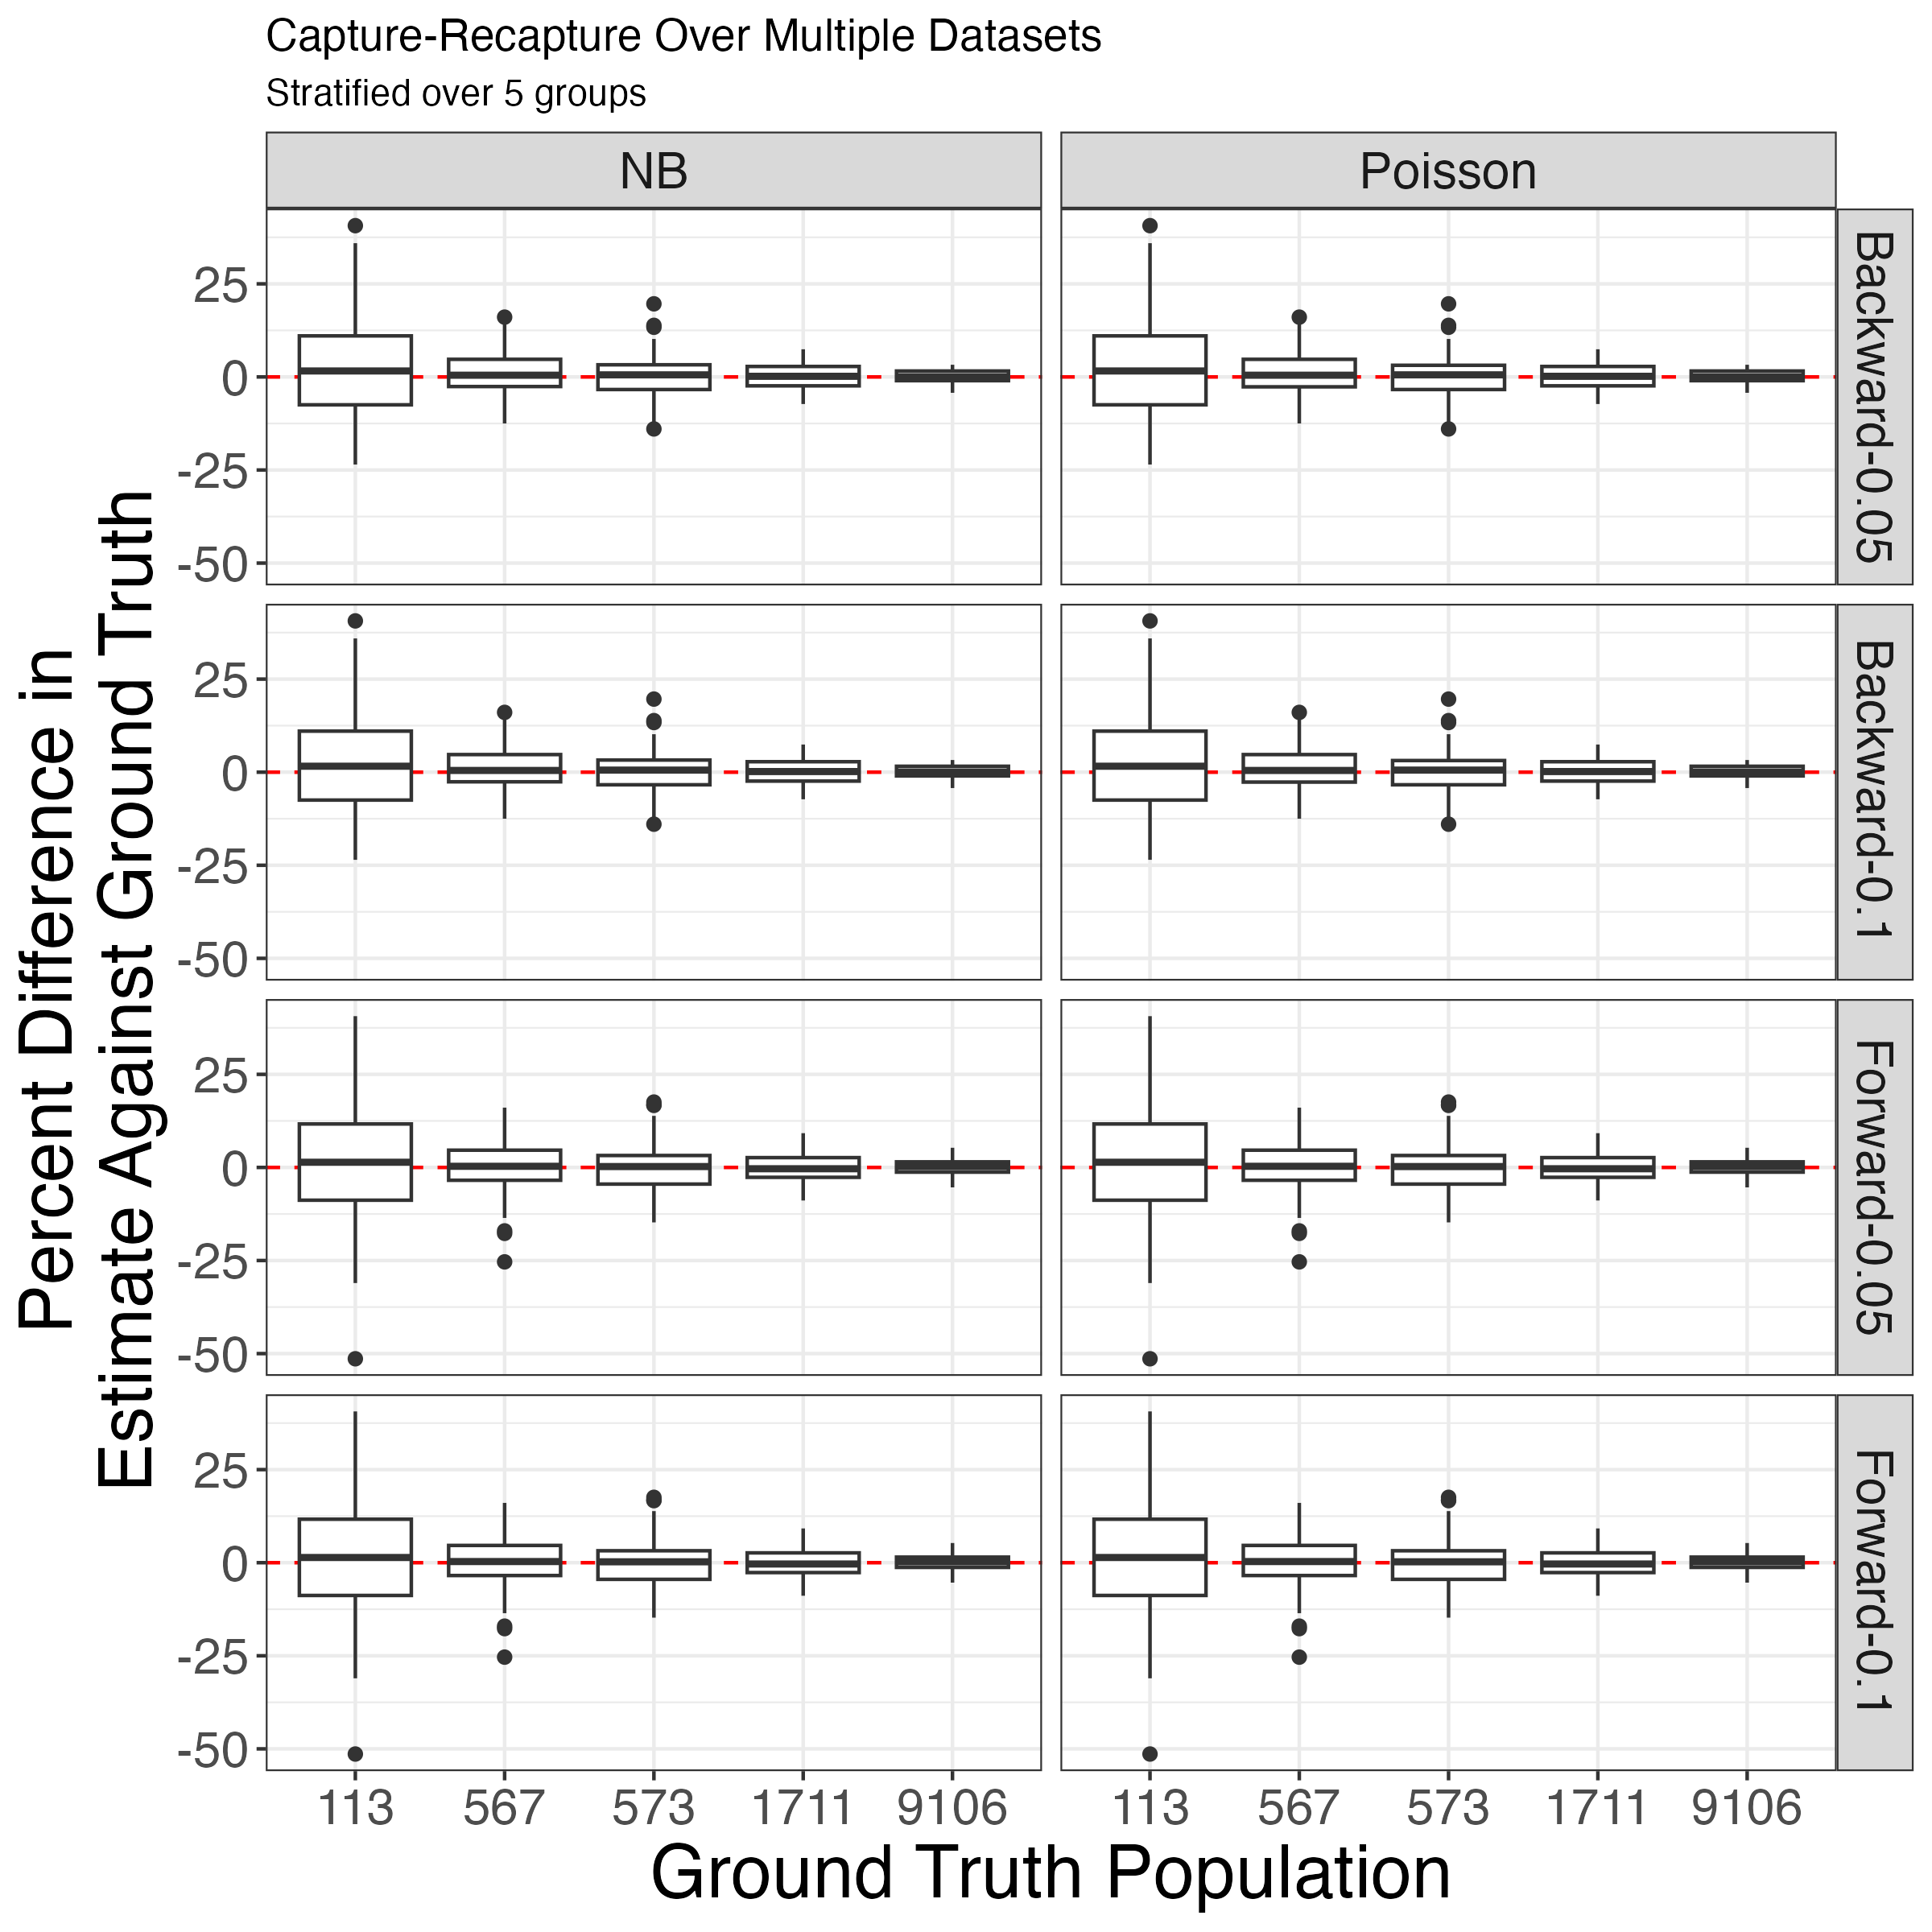 Capture-Recapture Over Multiple Datasets
Stratified over 5 groups
NB
Poisson
25
0
-25
-50
Backward-0.05
25
0
-25
-50
Backward-0.1
25
0
-25
-50
Forward-0.05
25
0
-25
-50
Forward-0.1
113
567
573
1711
9106
113
567
573
1711
9106
Ground Truth Population
Percent Difference in
Estimate Against Ground Truth